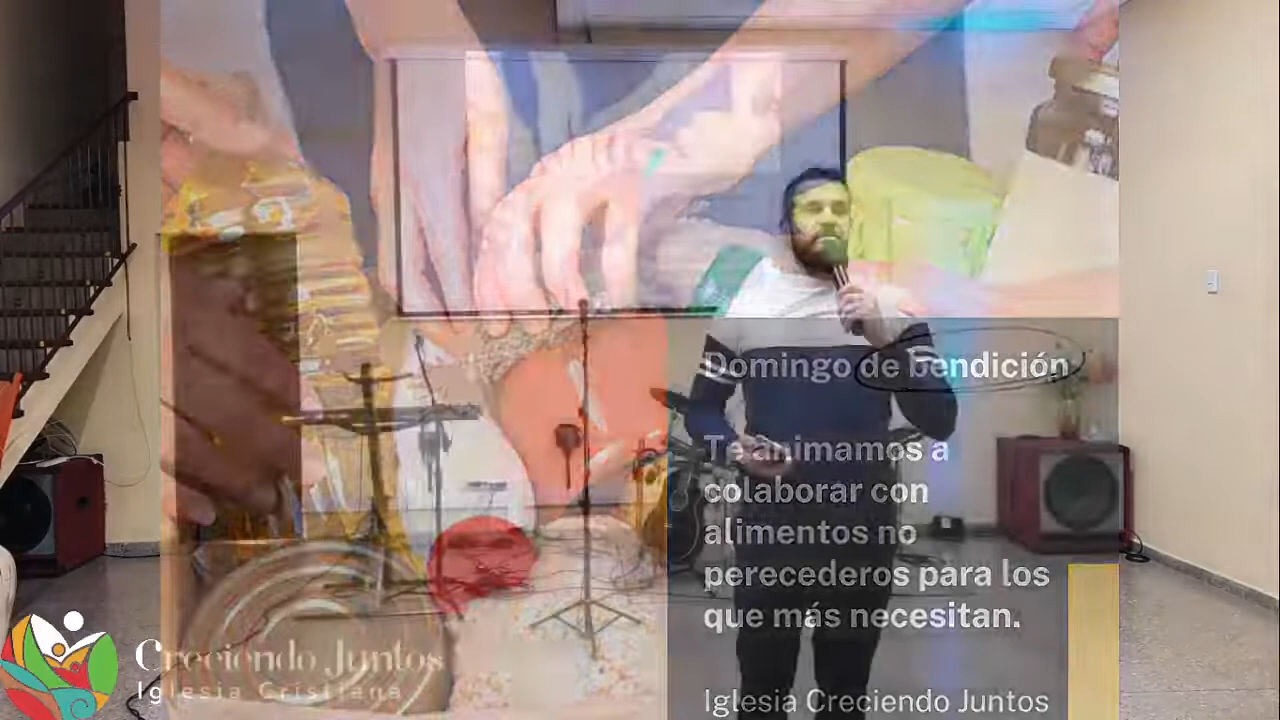 Domingo de bendición
Te animamos a
colaborar con
alimentos no
perecederos para los
que más necesitan.
Iglesia Creciendo Juntos
Creciendo Juntos
Iglesia Cristiana